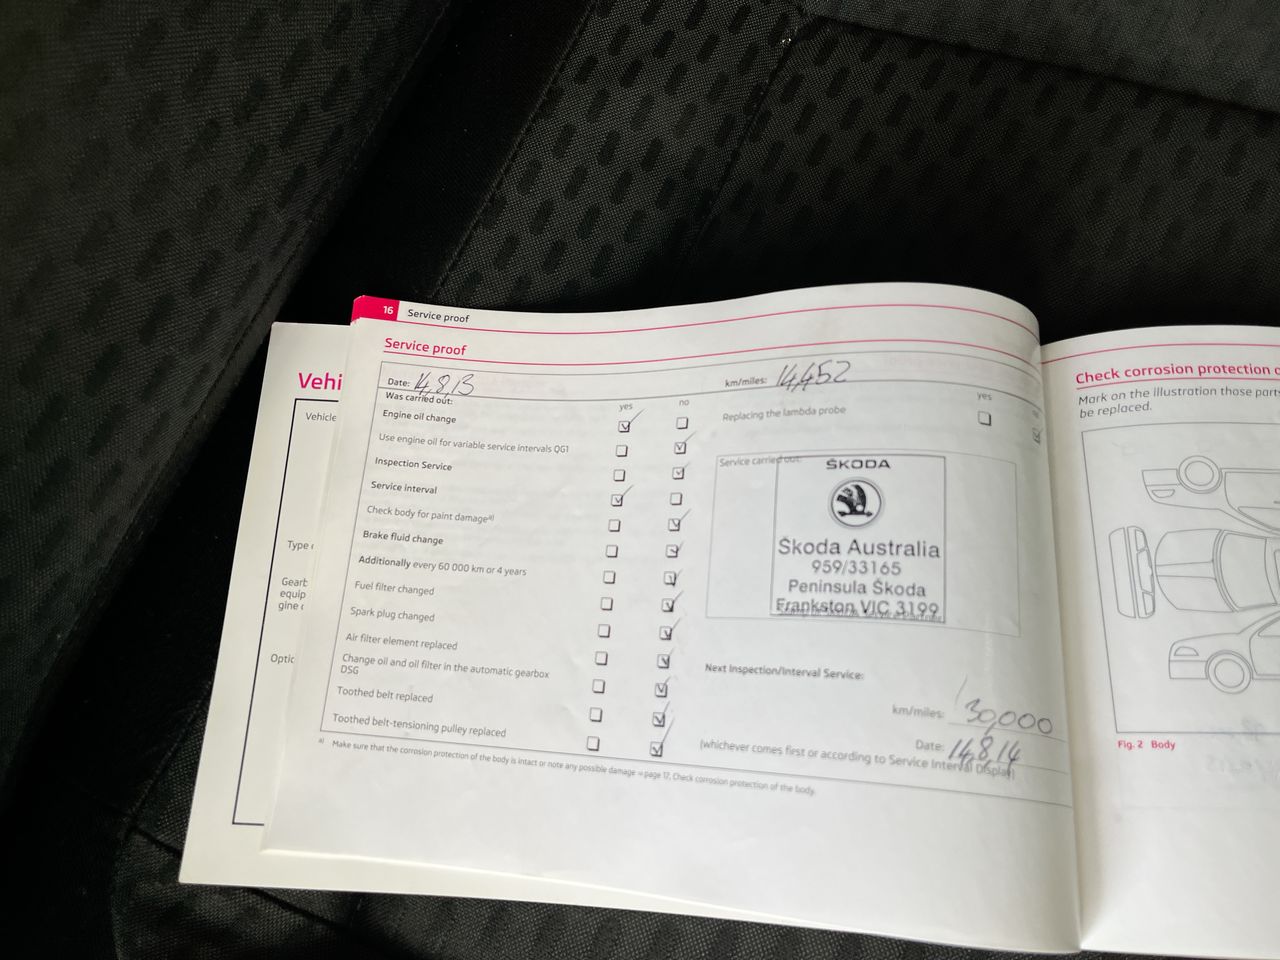 16 Service proof
Service proof
Date: 14,8,13 km/miles: 14,452
Was carried out: yes no
Engine oil change
Use engine oil for variable service intervals QG1
Inspection Service
Service interval
Check body for paint damage a)
Brake fluid change
Additionally every 60 000 km or 4 years
Fuel filter changed
Spark plug changed
Air filter element replaced
Change oil and oil filter in the automatic gearbox
DSG
Toothed belt replaced
Toothed belt-tensioning pulley replaced
a) Make sure that the corrosion protection of the body is intact or note any possible damage ⇒ page 17, Check corrosion protection of the body.
yes
Replacing the lambda probe
Service carried out:
ŠKODA
Škoda Australia
959/33165
Peninsula Škoda
Frankston VIC 3199
Next Inspection/Interval Service:
km/miles: 30,000
Date: 14,8,14
(whichever comes first or according to Service Interval Display)
Vehi
Vehicle
Type
Gearb
equip
gine
Optic
Check corrosion protection o
Mark on the illustration those part
be replaced.
Fig. 2 Body